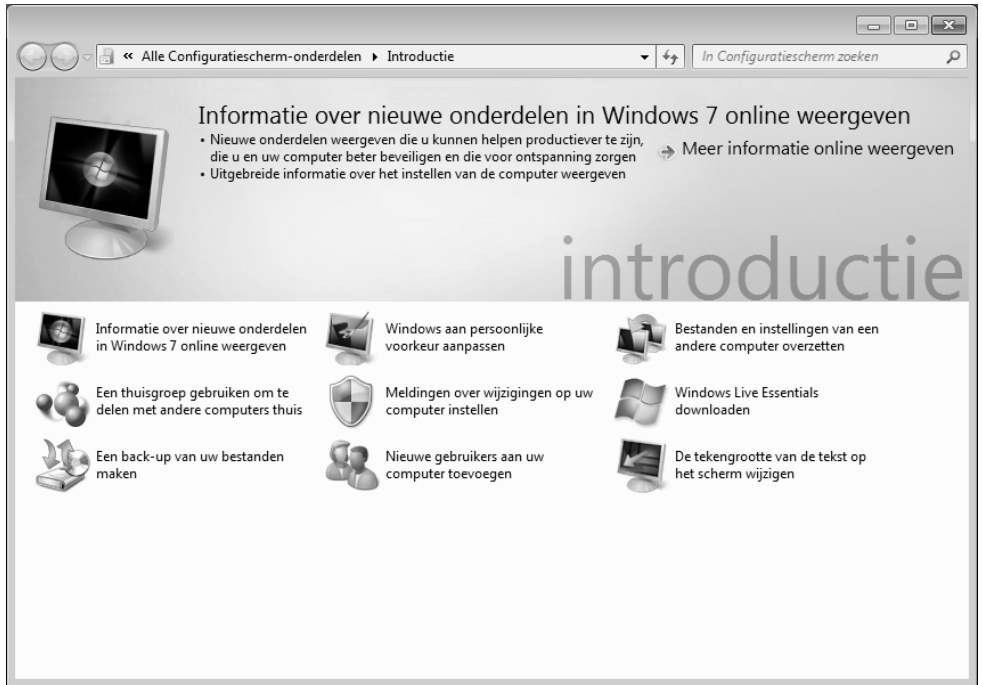 « Alle Configuratiescherm-onderdelen ▸ Introductie
In Configuratiescherm zoeken
Informatie over nieuwe onderdelen in Windows 7 online weergeven
• Nieuwe onderdelen weergeven die u kunnen helpen productiever te zijn,
die u en uw computer beter beveiligen en die voor ontspanning zorgen
• Uitgebreide informatie over het instellen van de computer weergeven
Meer informatie online weergeven
introductie
Informatie over nieuwe onderdelen
in Windows 7 online weergeven
Windows aan persoonlijke
voorkeur aanpassen
Bestanden en instellingen van een
andere computer overzetten
Een thuisgroep gebruiken om te
delen met andere computers thuis
Meldingen over wijzigingen op uw
computer instellen
Windows Live Essentials
downloaden
Een back-up van uw bestanden
maken
Nieuwe gebruikers aan uw
computer toevoegen
De tekengrootte van de tekst op
het scherm wijzigen